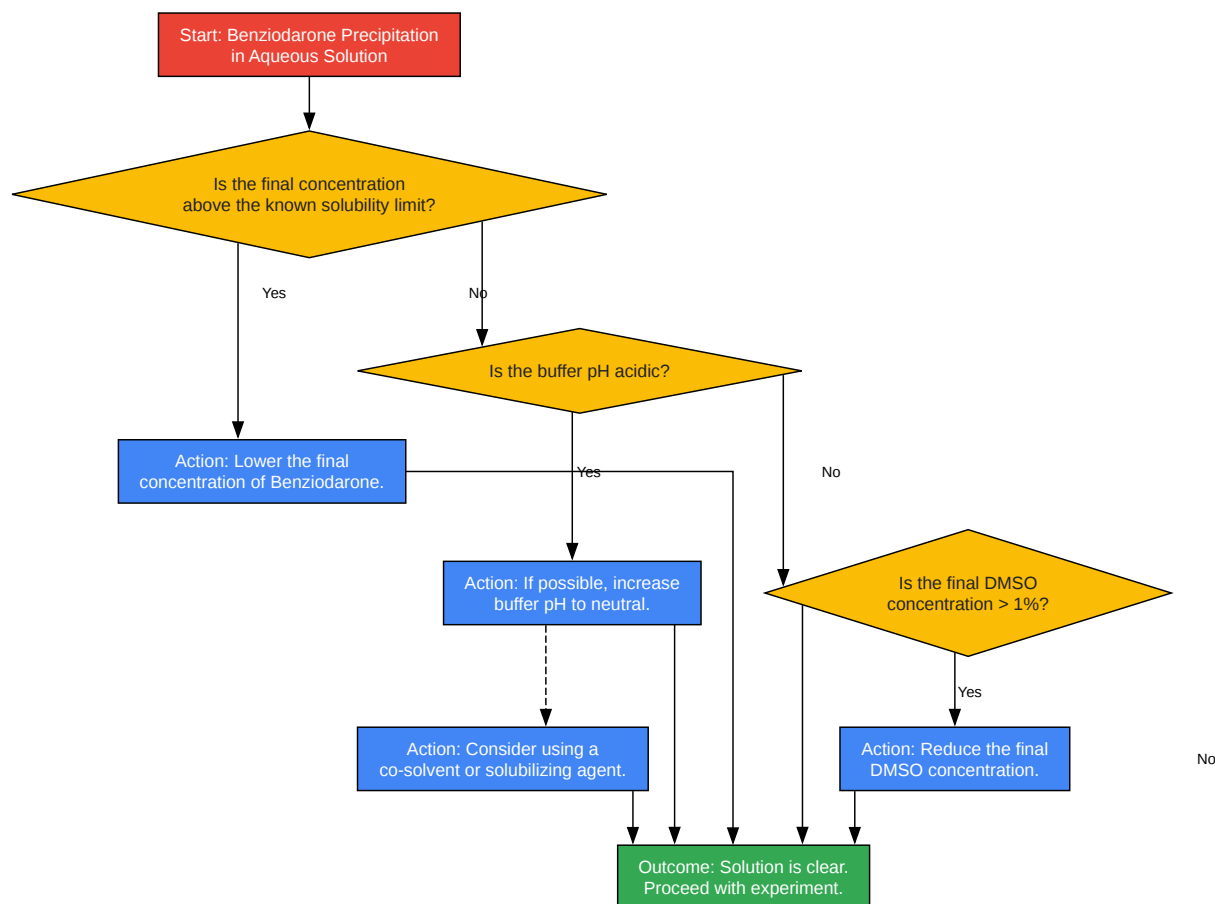 Start: Benziodarone Precipitation
in Aqueous Solution
Is the final concentration
above the known solubility limit?
Yes
No
Is the buffer pH acidic?
Action: Lower the final
concentration of Benziodarone.
Yes
No
Action: If possible, increase
buffer pH to neutral.
Is the final DMSO
concentration > 1%?
Yes
Action: Consider using a
co-solvent or solubilizing agent.
Action: Reduce the final
DMSO concentration.
No
Outcome: Solution is clear.
Proceed with experiment.